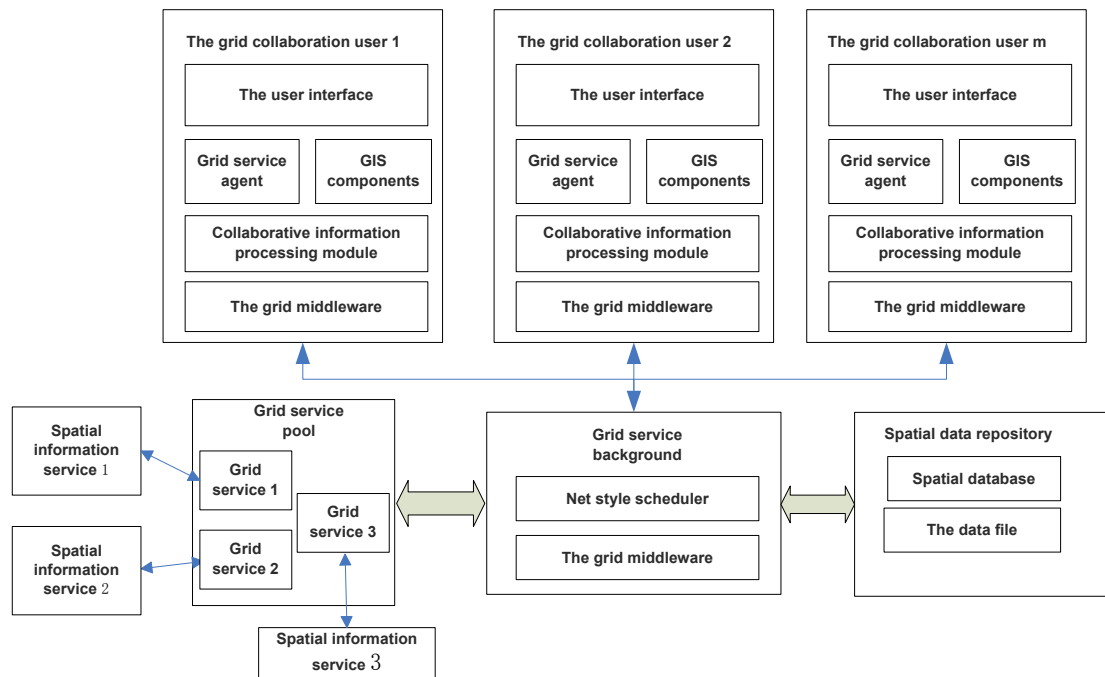 The grid collaboration user 1
The user interface
Grid service
agent
GIS
components
Collaborative information
processing module
The grid middleware
The grid collaboration user 2
The user interface
Grid service
agent
GIS
components
Collaborative information
processing module
The grid middleware
The grid collaboration user m
The user interface
Grid service
agent
GIS
components
Collaborative information
processing module
The grid middleware
Spatial
information
service 1
Spatial
information
service 2
Grid service
pool
Grid
service 1
Grid
service 2
Grid
service 3
Spatial information
service 3
Grid service
background
Net style scheduler
The grid middleware
Spatial data repository
Spatial database
The data file